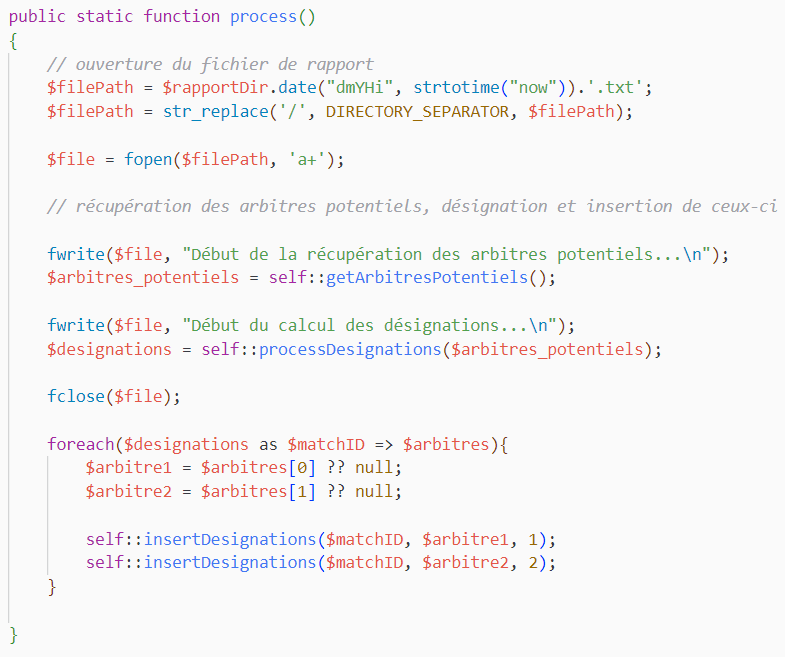 public static function process()
{
// ouverture du fichier de rapport
$filePath = $rapportDir.date("dmYHi", strtotime("now")).'.txt';
$filePath = str_replace('/', DIRECTORY_SEPARATOR, $filePath);
$file = fopen($filePath, 'a+');
// récupération des arbitres potentiels, désignation et insertion de ceux-ci
fwrite($file, "Début de la récupération des arbitres potentiels...\n");
$arbitres_potentiels = self::getArbitresPotentiels();
fwrite($file, "Début du calcul des désignations...\n");
$designations = self::processDesignations($arbitres_potentiels);
fclose($file);
foreach($designations as $matchID => $arbitres){
$arbitre1 = $arbitres[0] ?? null;
$arbitre2 = $arbitres[1] ?? null;
self::insertDesignations($matchID, $arbitre1, 1);
self::insertDesignations($matchID, $arbitre2, 2);
}
}